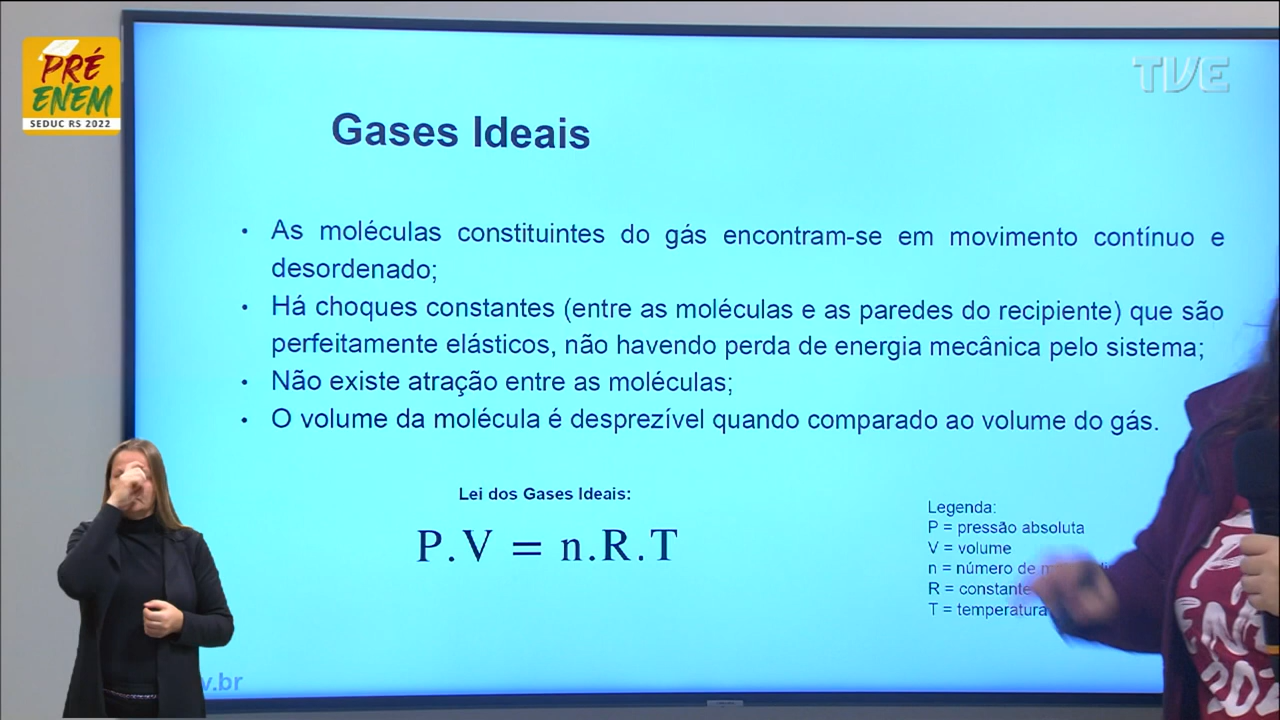 PRÉ
ENEM
SEDUC RS 2022
TVE
Gases Ideais
• As moléculas constituintes do gás encontram-se em movimento contínuo e
desordenado;
• Há choques constantes (entre as moléculas e as paredes do recipiente) que são
perfeitamente elásticos, não havendo perda de energia mecânica pelo sistema;
• Não existe atração entre as moléculas;
• O volume da molécula é desprezível quando comparado ao volume do gás.
Lei dos Gases Ideais:
P.V = n.R.T
Legenda:
P = pressão absoluta
V = volume
n = número de
R = constante
T = temperatura
v.br